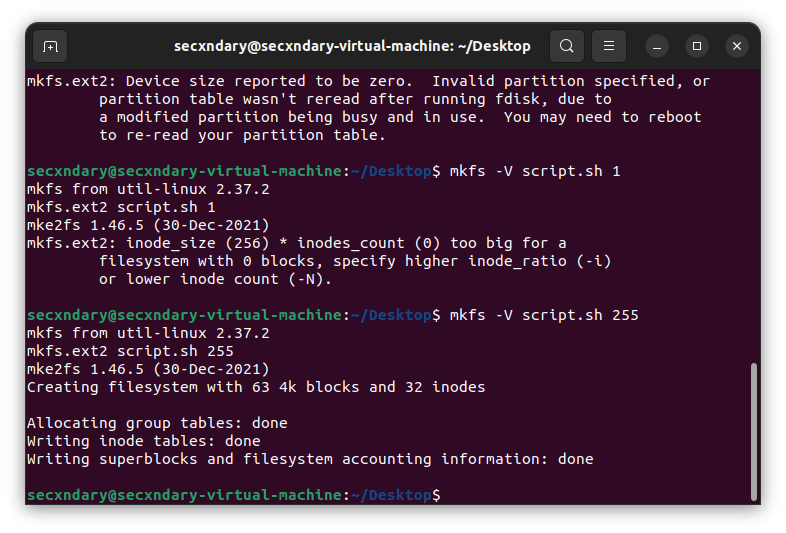 secxndary@secxndary-virtual-machine: ~/Desktop
mkfs.ext2: Device size reported to be zero.  Invalid partition specified, or
        partition table wasn't reread after running fdisk, due to
        a modified partition being busy and in use.  You may need to reboot
        to re-read your partition table.
secxndary@secxndary-virtual-machine:~/Desktop$ mkfs -V script.sh 1
mkfs from util-linux 2.37.2
mkfs.ext2 script.sh 1
mke2fs 1.46.5 (30-Dec-2021)
mkfs.ext2: inode_size (256) * inodes_count (0) too big for a
        filesystem with 0 blocks, specify higher inode_ratio (-i)
        or lower inode count (-N).
secxndary@secxndary-virtual-machine:~/Desktop$ mkfs -V script.sh 255
mkfs from util-linux 2.37.2
mkfs.ext2 script.sh 255
mke2fs 1.46.5 (30-Dec-2021)
Creating filesystem with 63 4k blocks and 32 inodes
Allocating group tables: done
Writing inode tables: done
Writing superblocks and filesystem accounting information: done
secxndary@secxndary-virtual-machine:~/Desktop$